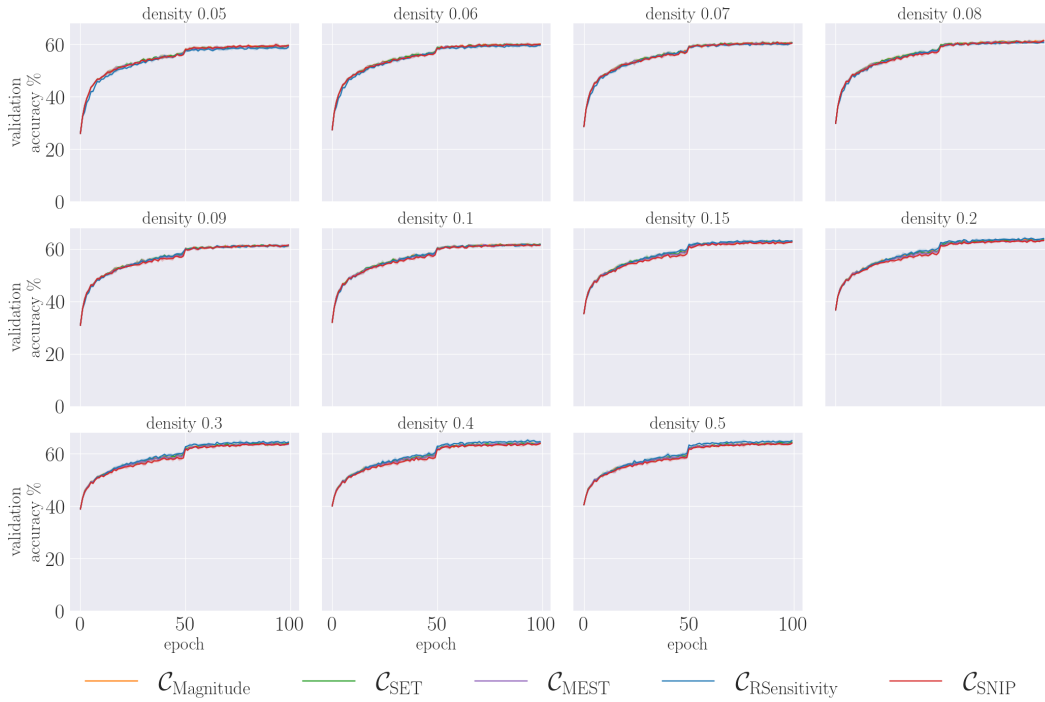 density 0.05 density 0.06 density 0.07 density 0.08
validation accuracy %
60
40
20
0
density 0.09 density 0.1 density 0.15 density 0.2
validation accuracy %
60
40
20
0
density 0.3 density 0.4 density 0.5
validation accuracy %
60
40
20
0
0 50 100 0 50 100 0 50 100
epoch epoch epoch
𝒞Magnitude 𝒞SET 𝒞MEST 𝒞RSensitivity 𝒞SNIP